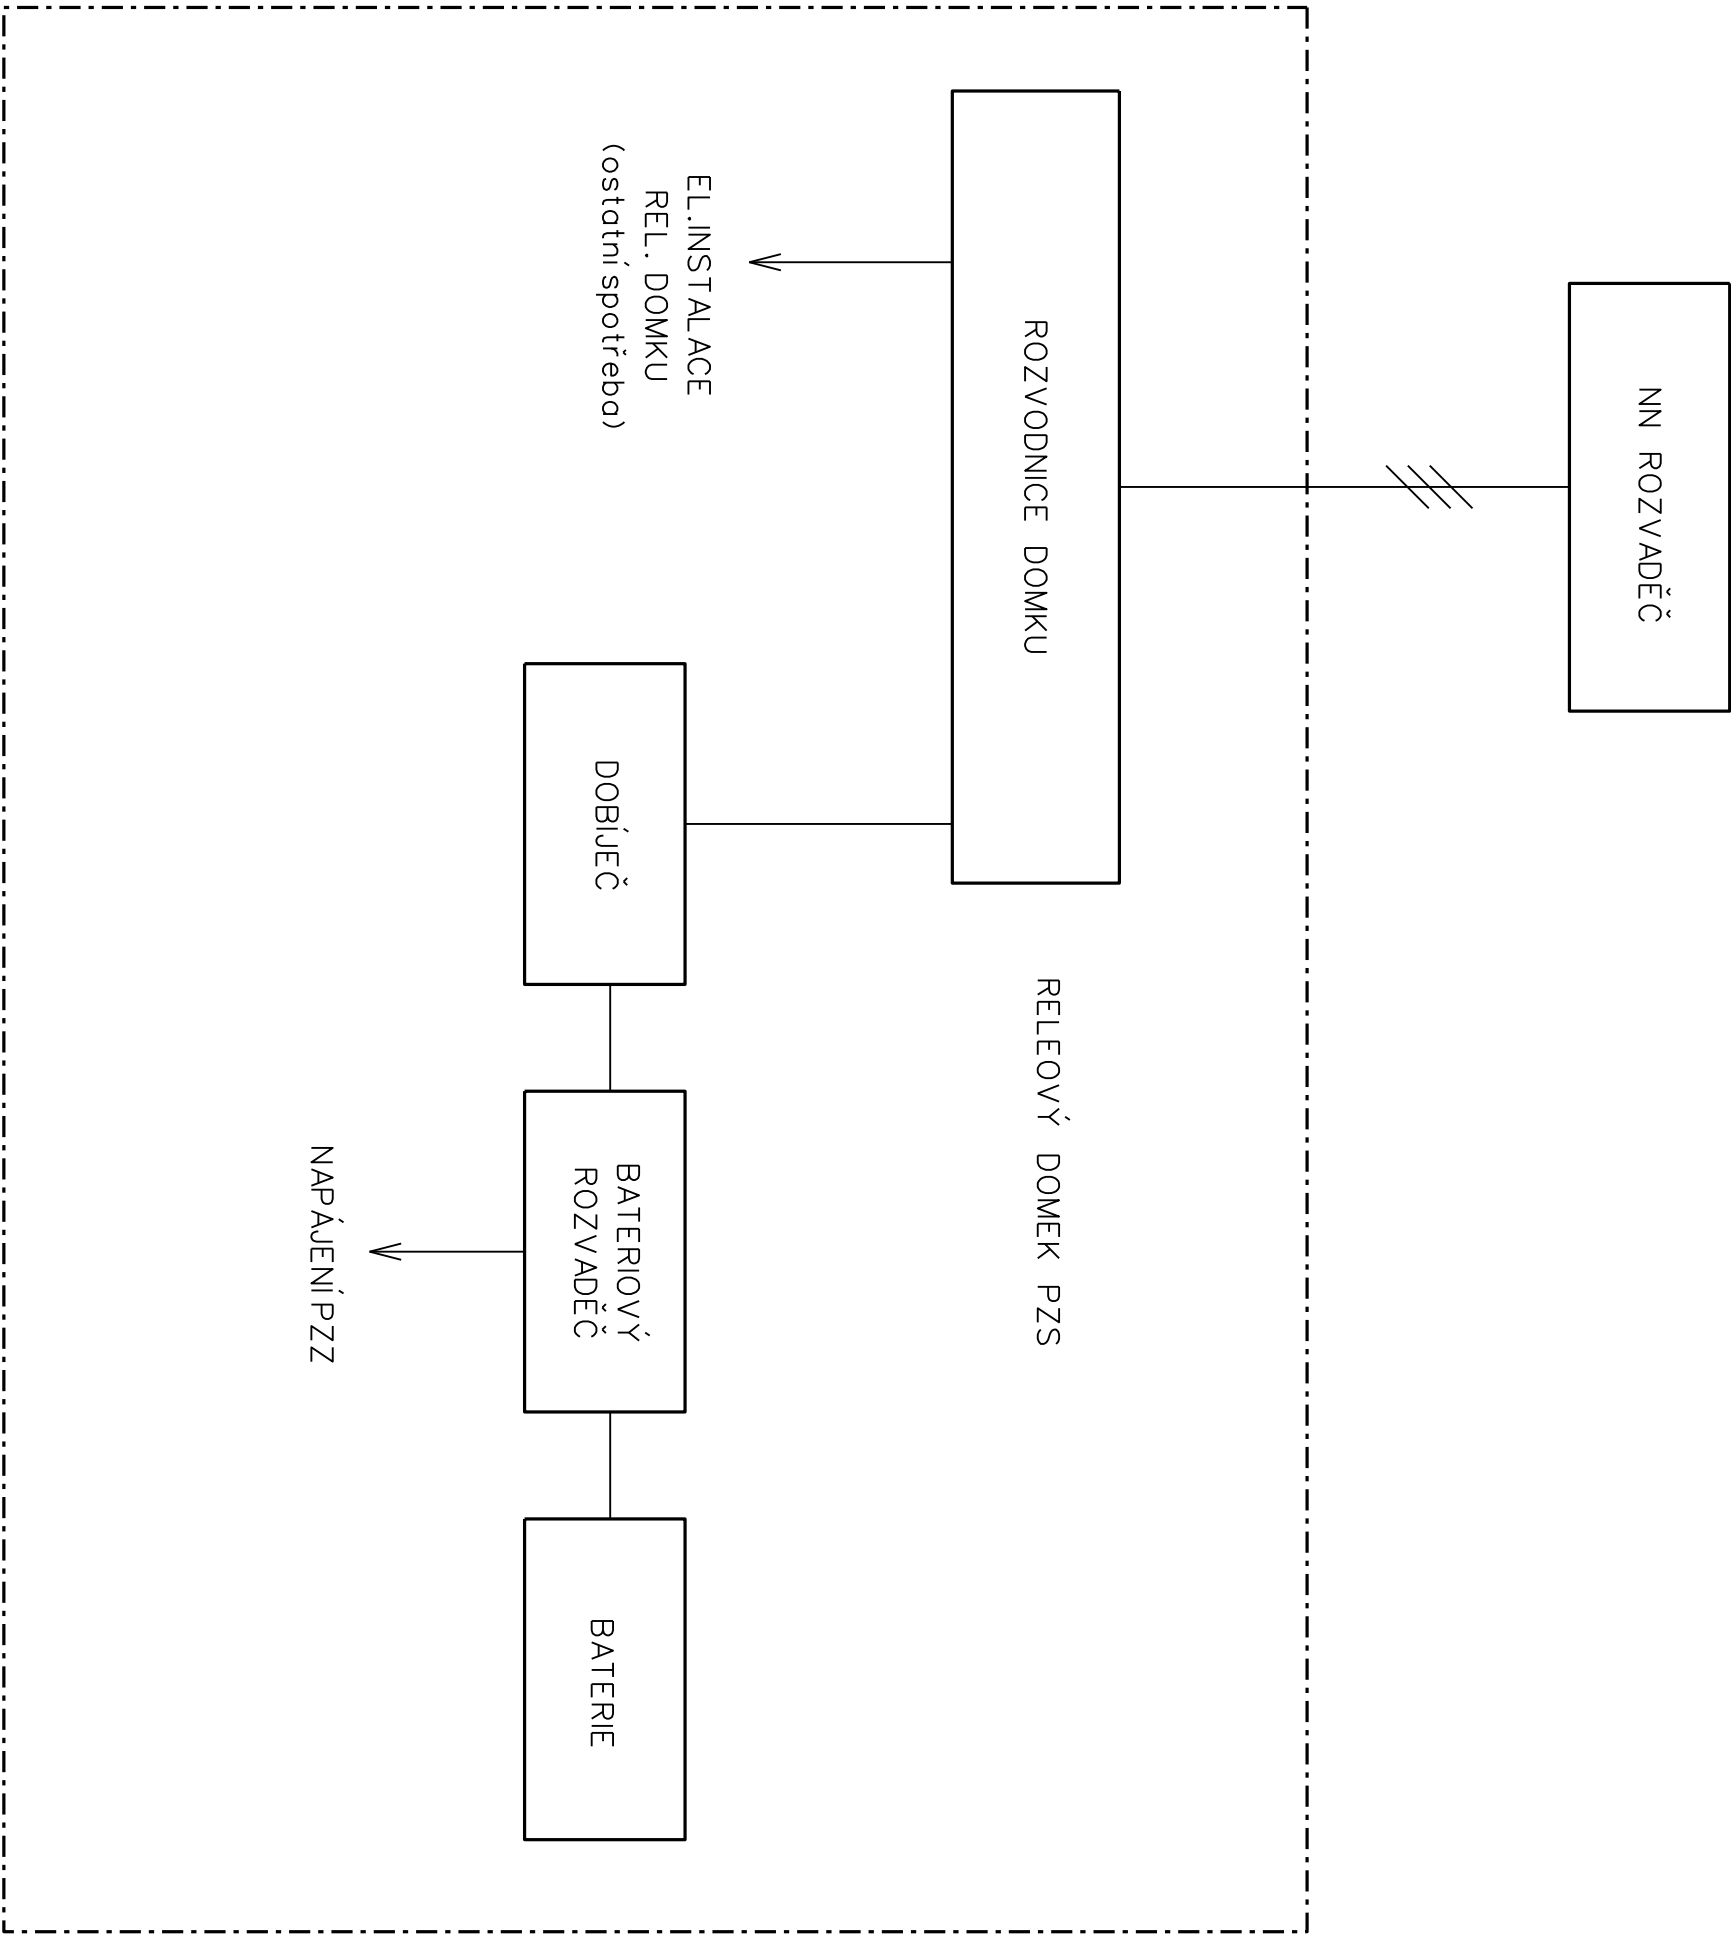 NN ROZVADĚČ
ROZVODNICE DOMKU
RELEOVÝ DOMEK PZS
EL.INSTALACE
REL. DOMKU
(ostatní spotřeba)
DOBÍJEČ
BATERIOVÝ
ROZVADĚČ
BATERIE
NAPÁJENÍ PZZ